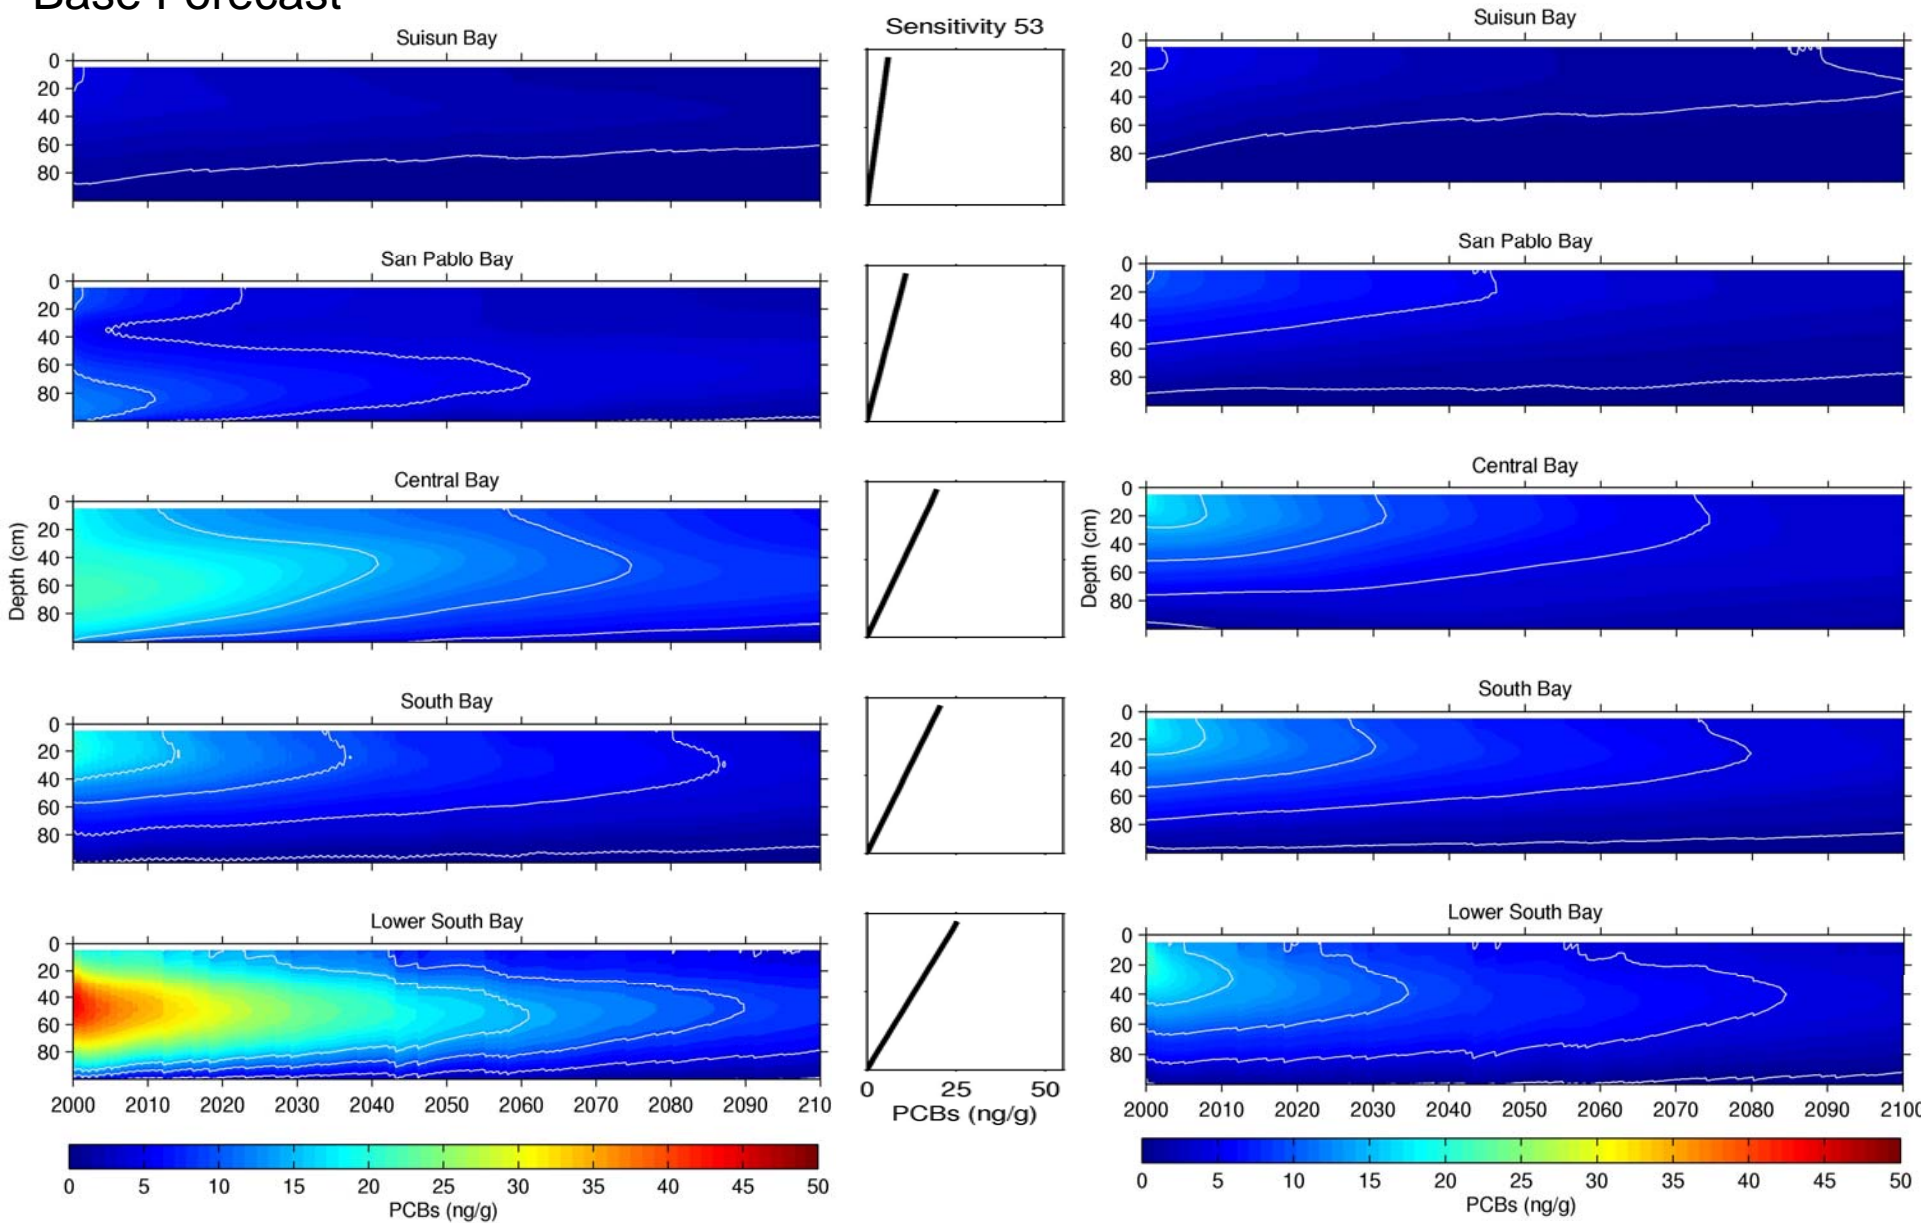 Base Forecast
Suisun Bay
0
20
40
60
80
San Pablo Bay
0
20
40
60
80
Central Bay
0
20
40
60
80
Depth (cm)
South Bay
0
20
40
60
80
Lower South Bay
0
20
40
60
80
2000 2010 2020 2030 2040 2050 2060 2070 2080 2090 210
0 5 10 15 20 25 30 35 40 45 50
PCBs (ng/g)
Sensitivity 53
0 25 50
PCBs (ng/g)
Suisun Bay
0
20
40
60
80
San Pablo Bay
0
20
40
60
80
Central Bay
0
20
40
60
80
Depth (cm)
South Bay
0
20
40
60
80
Lower South Bay
0
20
40
60
80
2000 2010 2020 2030 2040 2050 2060 2070 2080 2090 2100
0 5 10 15 20 25 30 35 40 45 50
PCBs (ng/g)